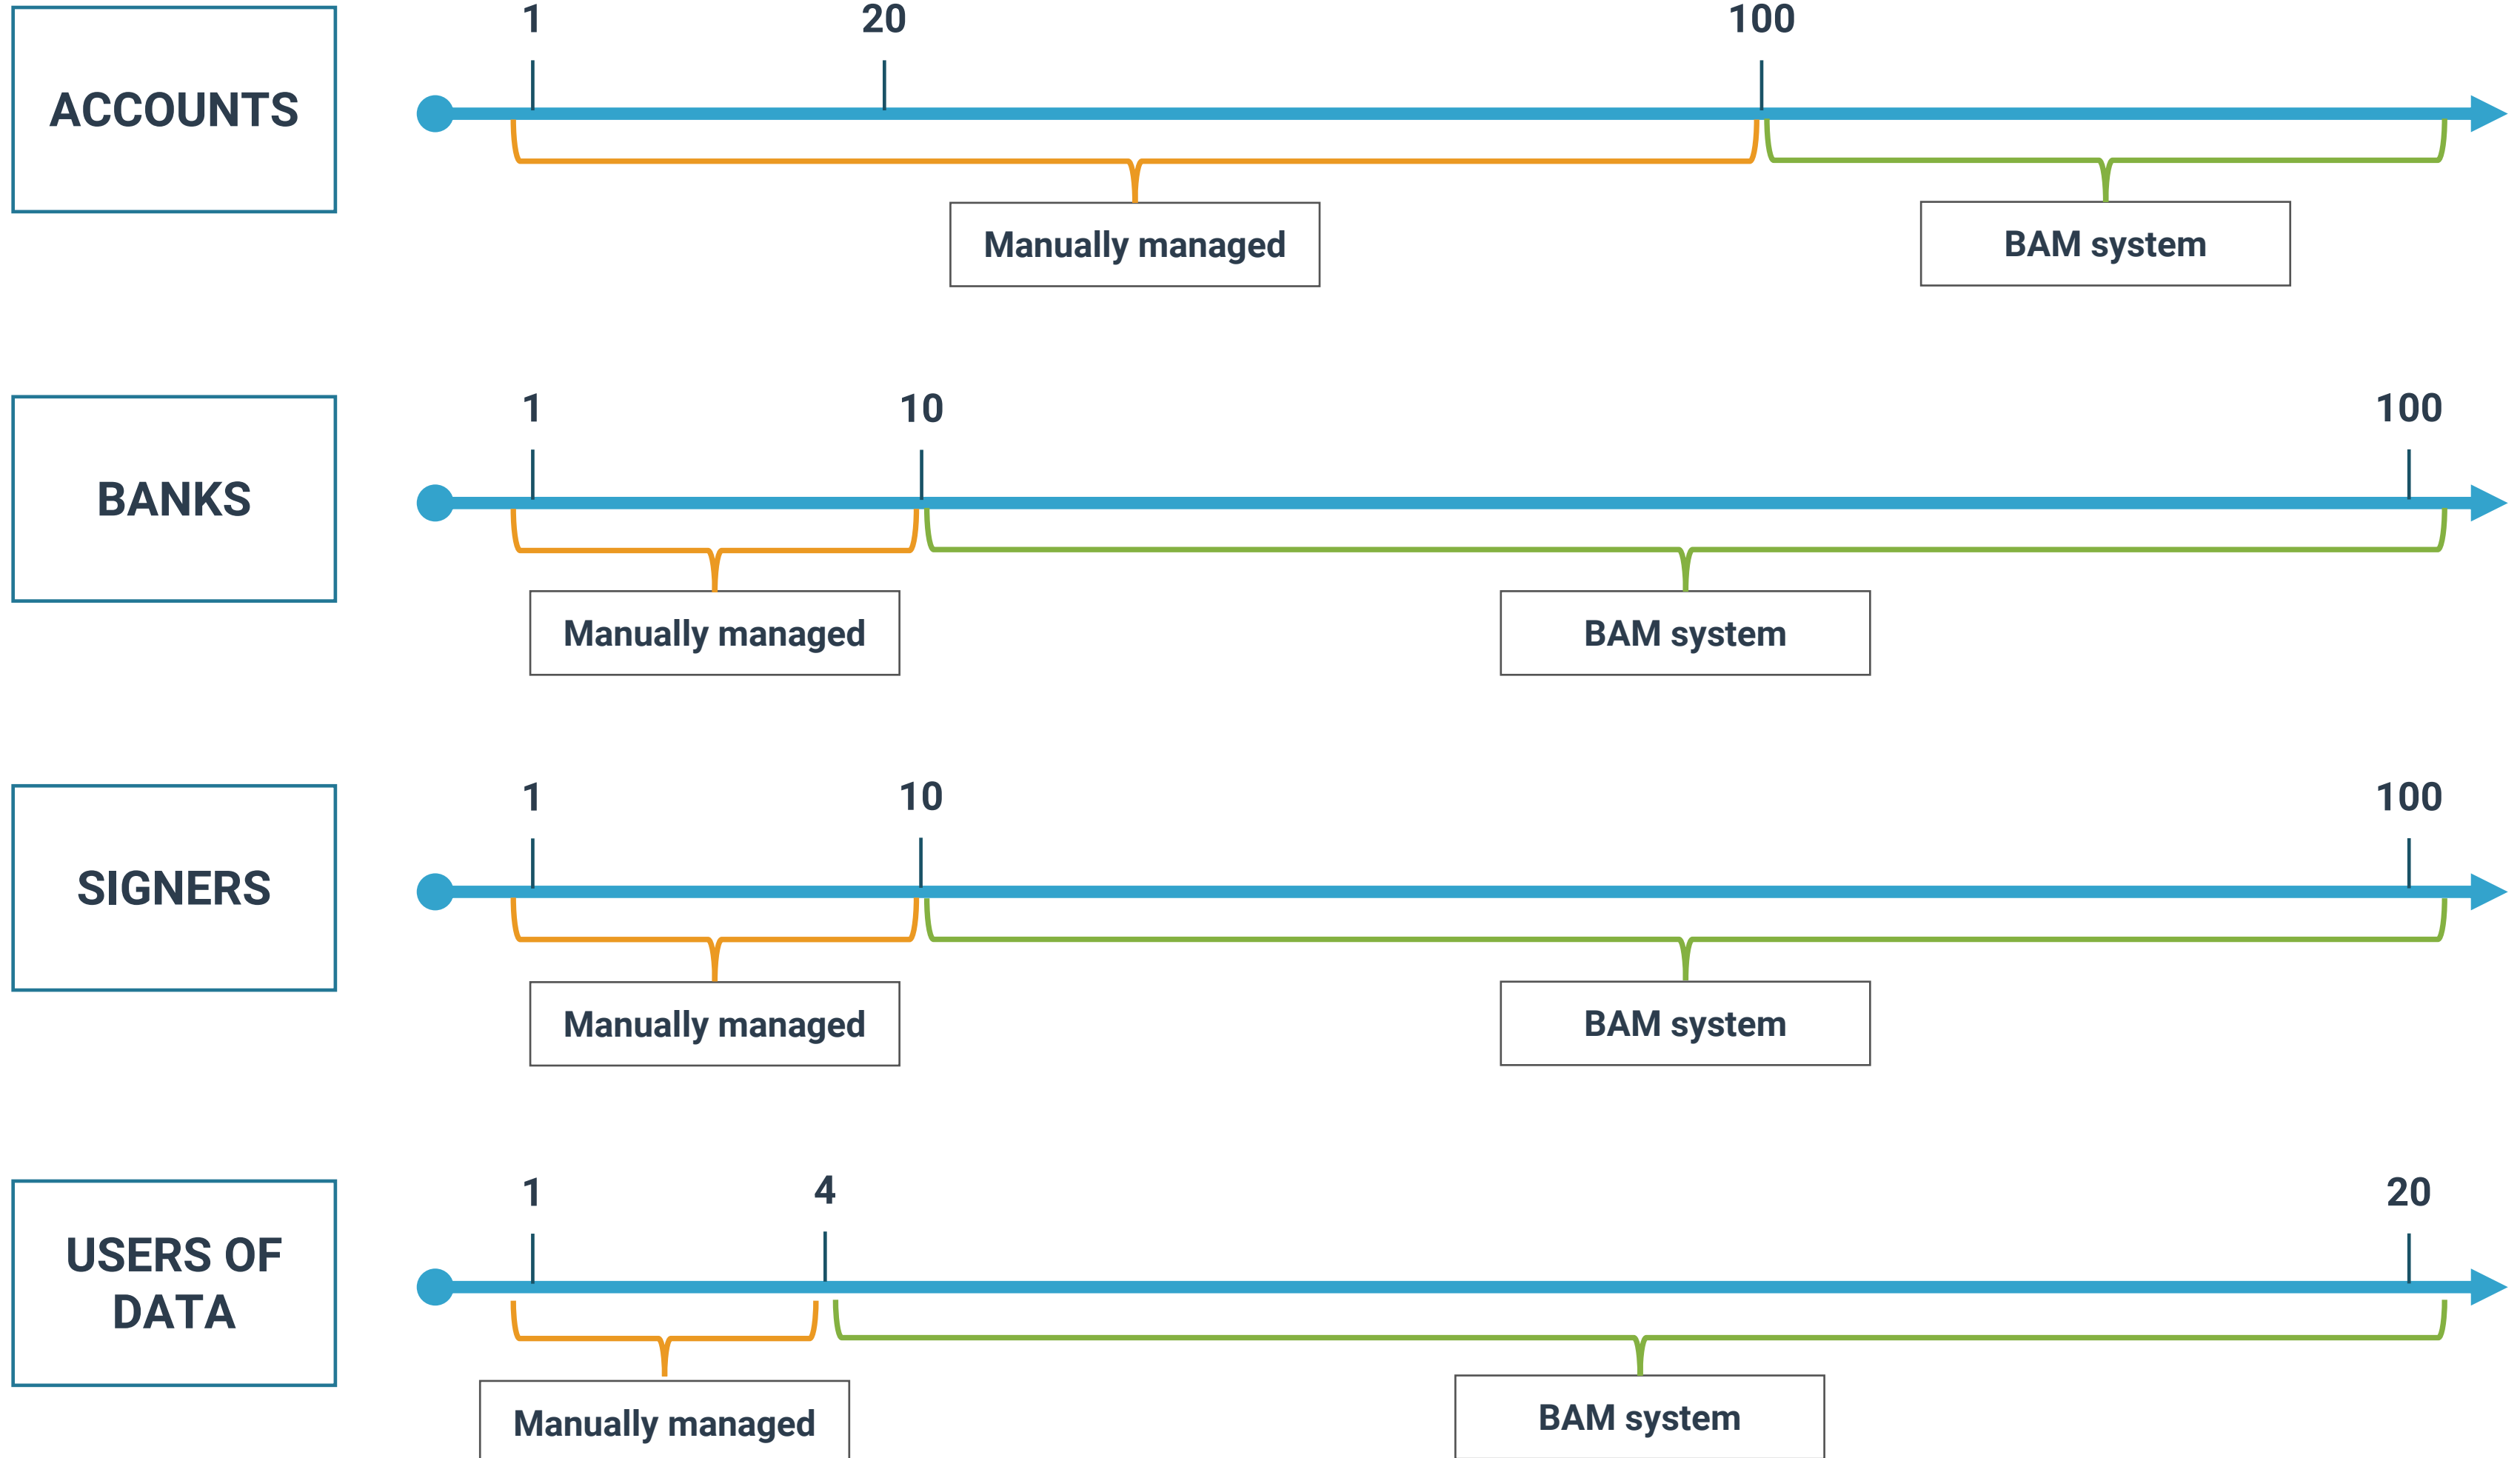 1 20 100
ACCOUNTS
Manually managed BAM system
1 10 100
BANKS
Manually managed BAM system
1 10 100
SIGNERS
Manually managed BAM system
1 4 20
USERS OF
DATA
Manually managed BAM system